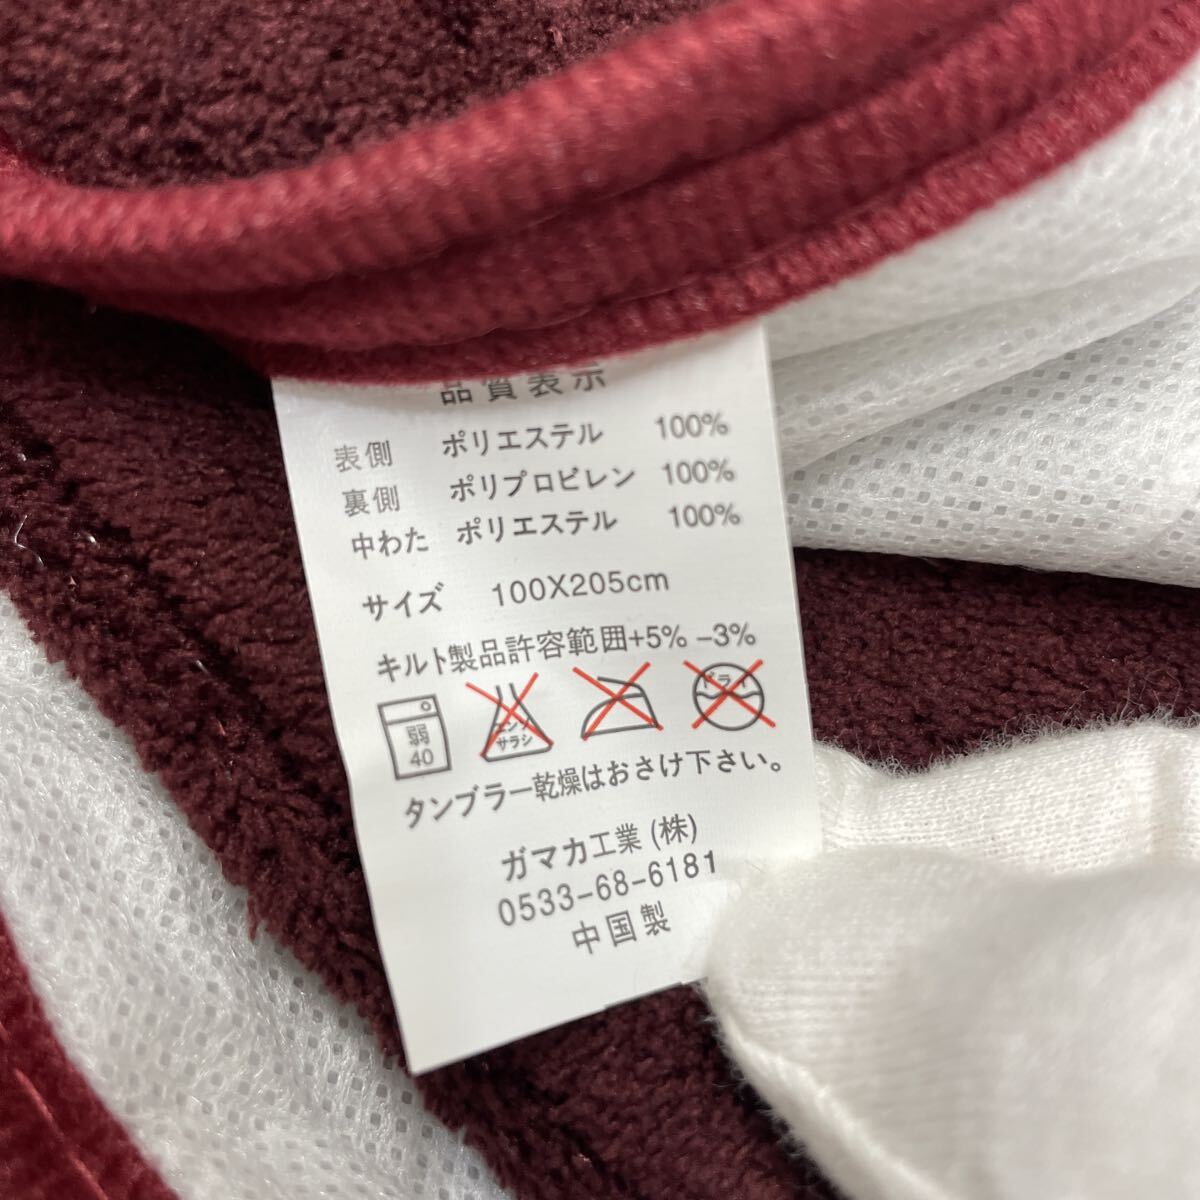 品質表示
表側 ポリエステル 100%
裏側 ポリプロピレン 100%
中わた ポリエステル 100%
サイズ 100X205cm
キルト製品許容範囲+5% -3%
弱 40 エンソ サラシ ドライ
タンブラー乾燥はおさけ下さい。
ガマカ工業 (株)
0533-68-6181
中国製